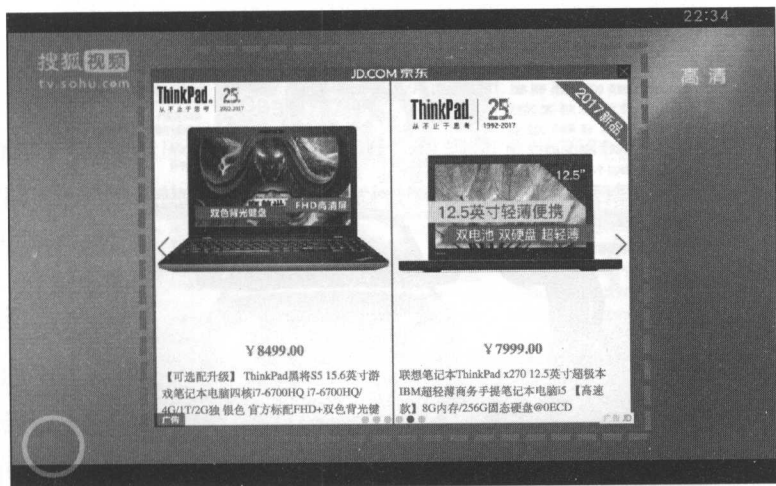 22:34
搜狐视频
tv.sohu.com
高清
JD.COM 京东
ThinkPad
25
从不止于思考
1992-2017
双色背光键盘
FHD高清屏
¥8499.00
【可选配升级】 ThinkPad黑将S5 15.6英寸游
戏笔记本电脑四核i7-6700HQ i7-6700HQ/
4G/1T/2G独 银色 官方标配FHD+双色背光键
广告
ThinkPad
25
从不止于思考
1992-2017
2017新品
12.5"
12.5英寸轻薄便携
双电池 双硬盘 超轻薄
¥7999.00
联想笔记本ThinkPad x270 12.5英寸超极本
IBM超轻薄商务手提笔记本电脑i5 【高速
款】8G内存/256G固态硬盘@0ECD
广告 JD